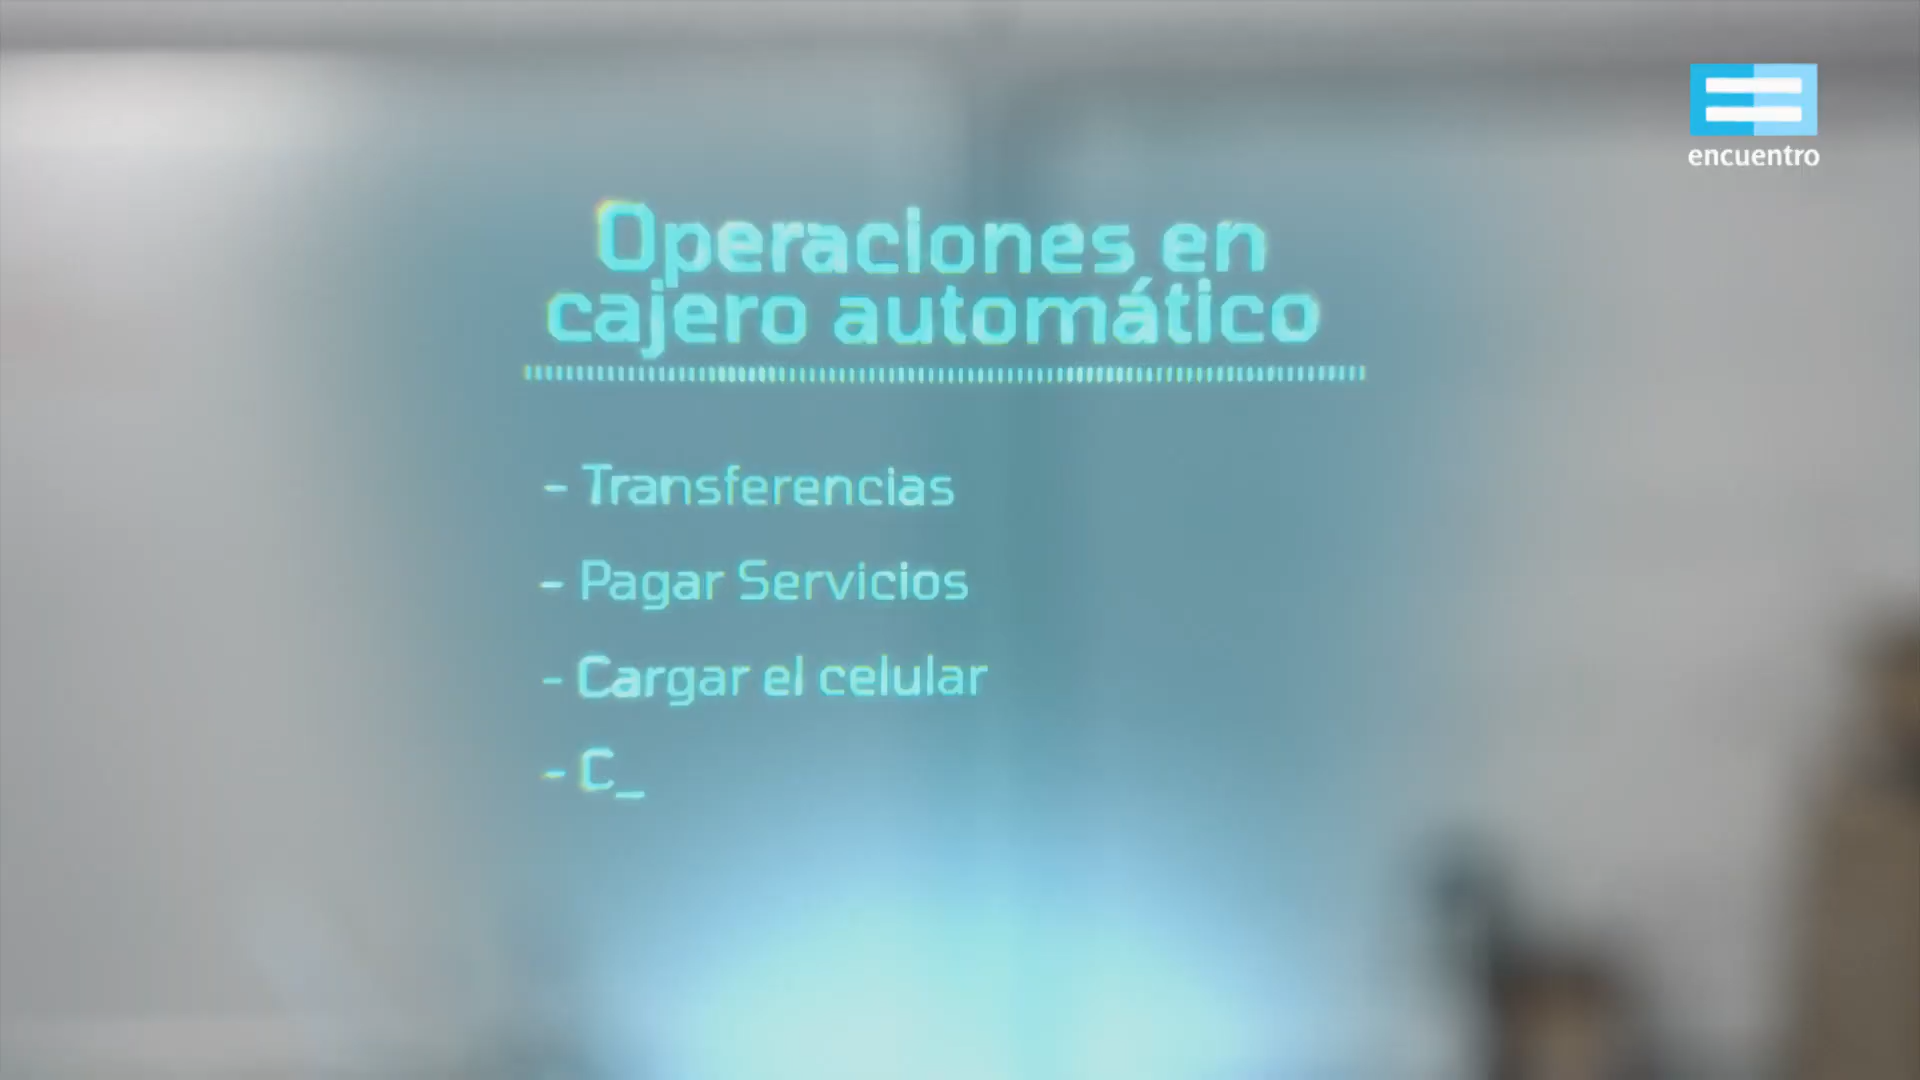 encuentro
Operaciones en
cajero automático
- Transferencias
- Pagar Servicios
- Cargar el celular
- C_